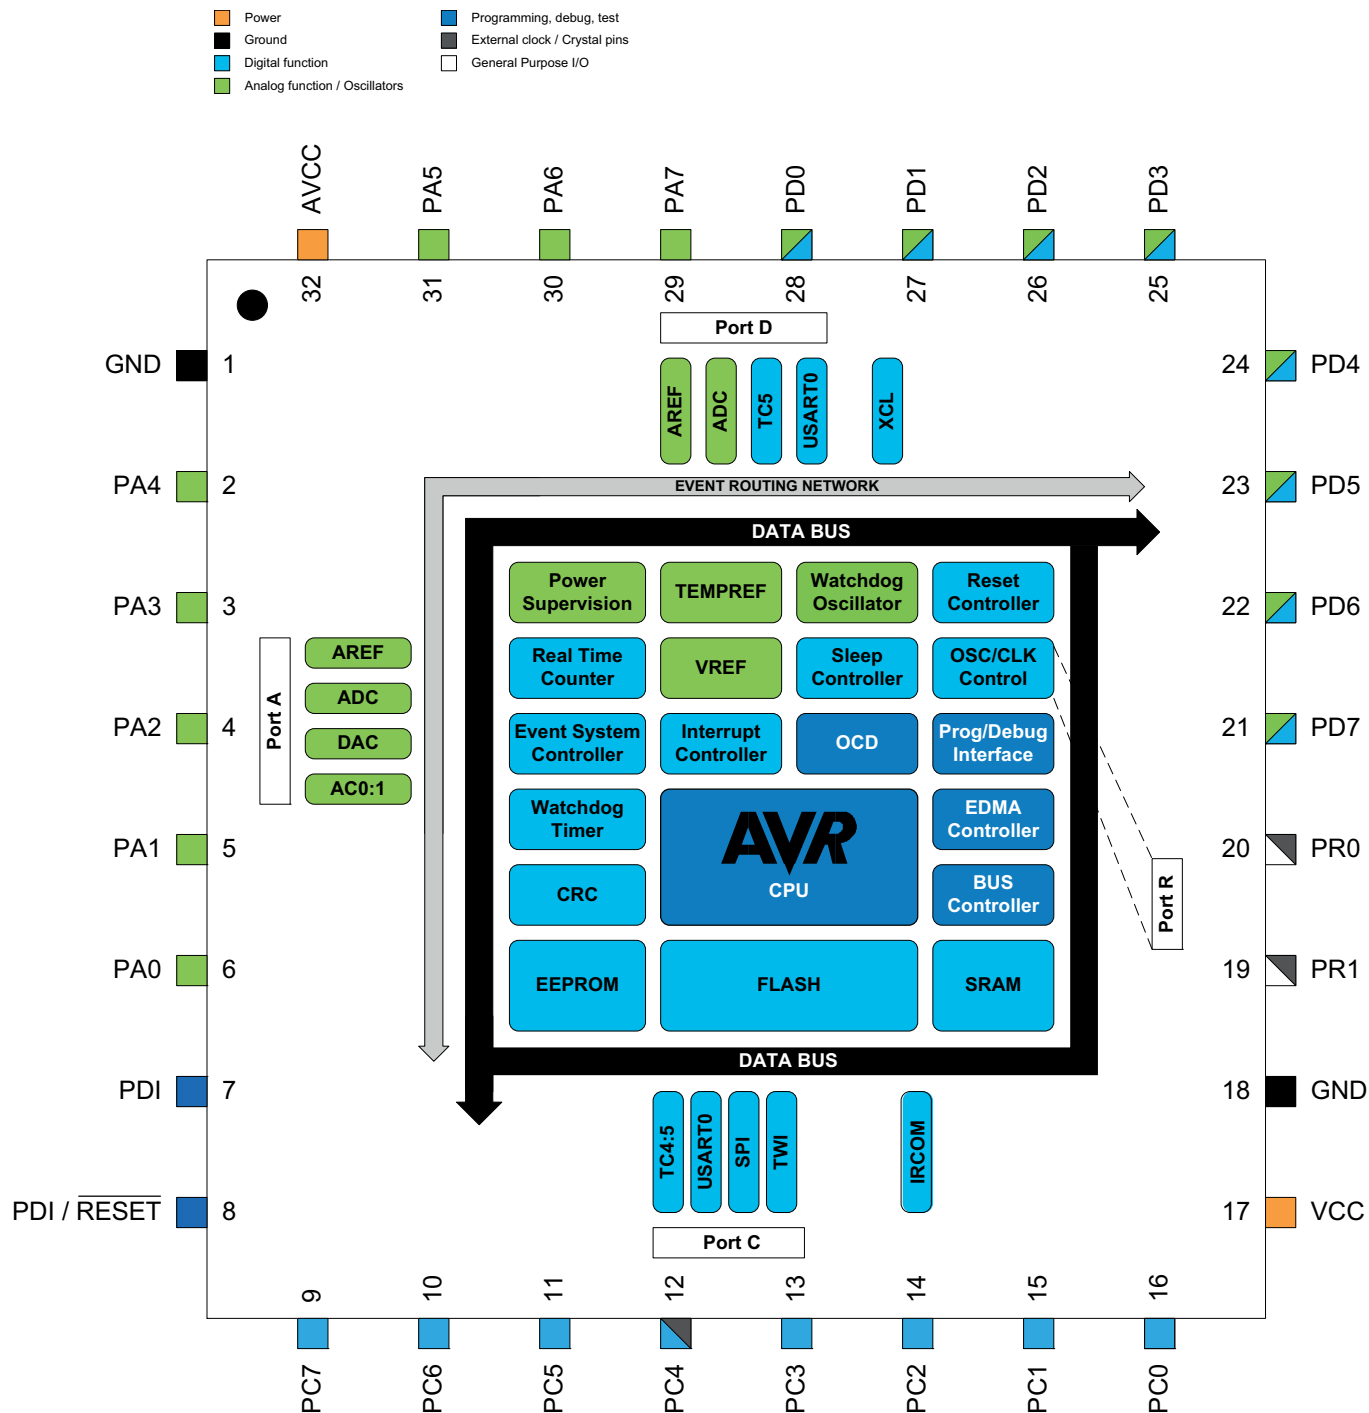 Power
Ground
Digital function
Analog function / Oscillators
Programming, debug, test
External clock / Crystal pins
General Purpose I/O
AVCC
PA5
PA6
PA7
PD0
PD1
PD2
PD3
32
31
30
29
28
27
26
25
GND
1
PA4
2
PA3
3
PA2
4
PA1
5
PA0
6
PDI
7
PDI / RESET
8
24
PD4
23
PD5
22
PD6
21
PD7
20
PR0
19
PR1
18
GND
17
VCC
Port D
AREF
ADC
TC5
USART0
XCL
EVENT ROUTING NETWORK
DATA BUS
Port A
AREF
ADC
DAC
AC0:1
Power
Supervision
TEMPREF
Watchdog
Oscillator
Reset
Controller
Real Time
Counter
VREF
Sleep
Controller
OSC/CLK
Control
Event System
Controller
Interrupt
Controller
OCD
Prog/Debug
Interface
Watchdog
Timer
AVR
CPU
EDMA
Controller
CRC
BUS
Controller
EEPROM
FLASH
SRAM
Port R
DATA BUS
TC4:5
USART0
SPI
TWI
IRCOM
Port C
9
10
11
12
13
14
15
16
PC7
PC6
PC5
PC4
PC3
PC2
PC1
PC0